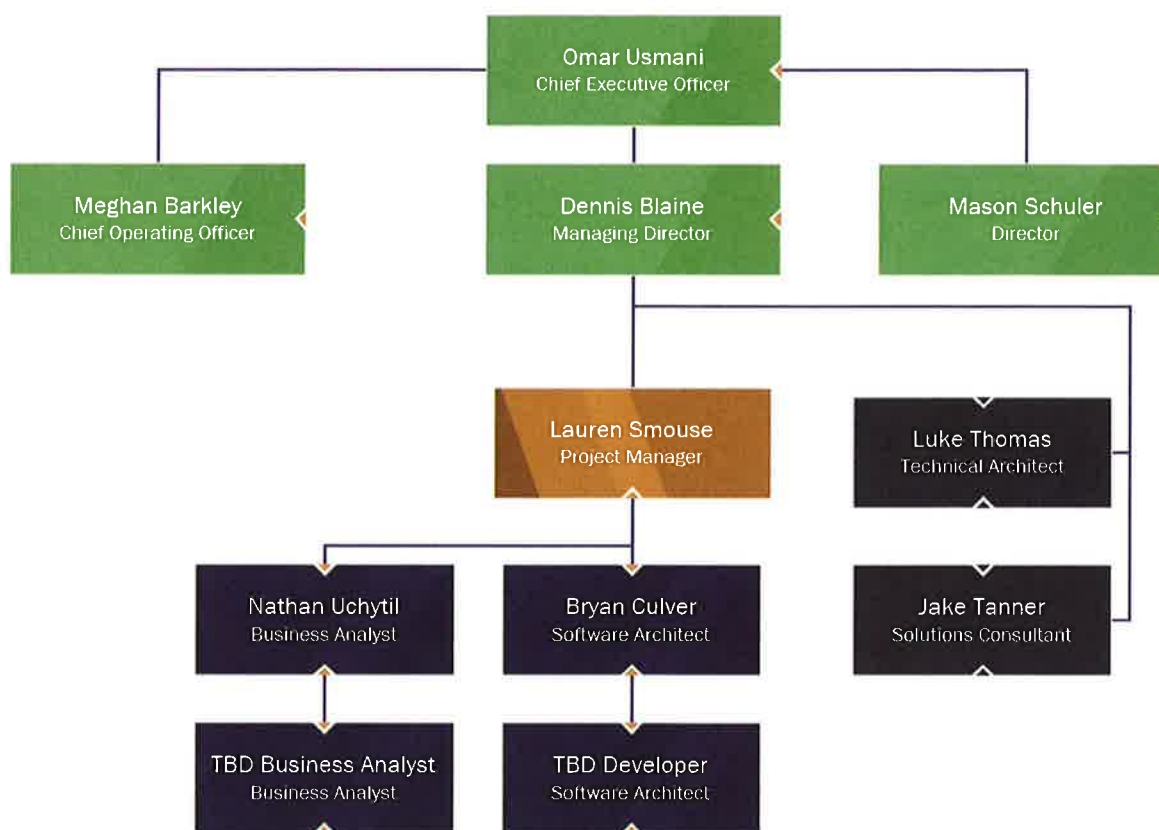 Omar Usmani
Chief Executive Officer
Meghan Barkley
Chief Operating Officer
Dennis Blaine
Managing Director
Mason Schuler
Director
Lauren Smouse
Project Manager
Luke Thomas
Technical Architect
Nathan Uchytil
Business Analyst
Bryan Culver
Software Architect
Jake Tanner
Solutions Consultant
TBD Business Analyst
Business Analyst
TBD Developer
Software Architect